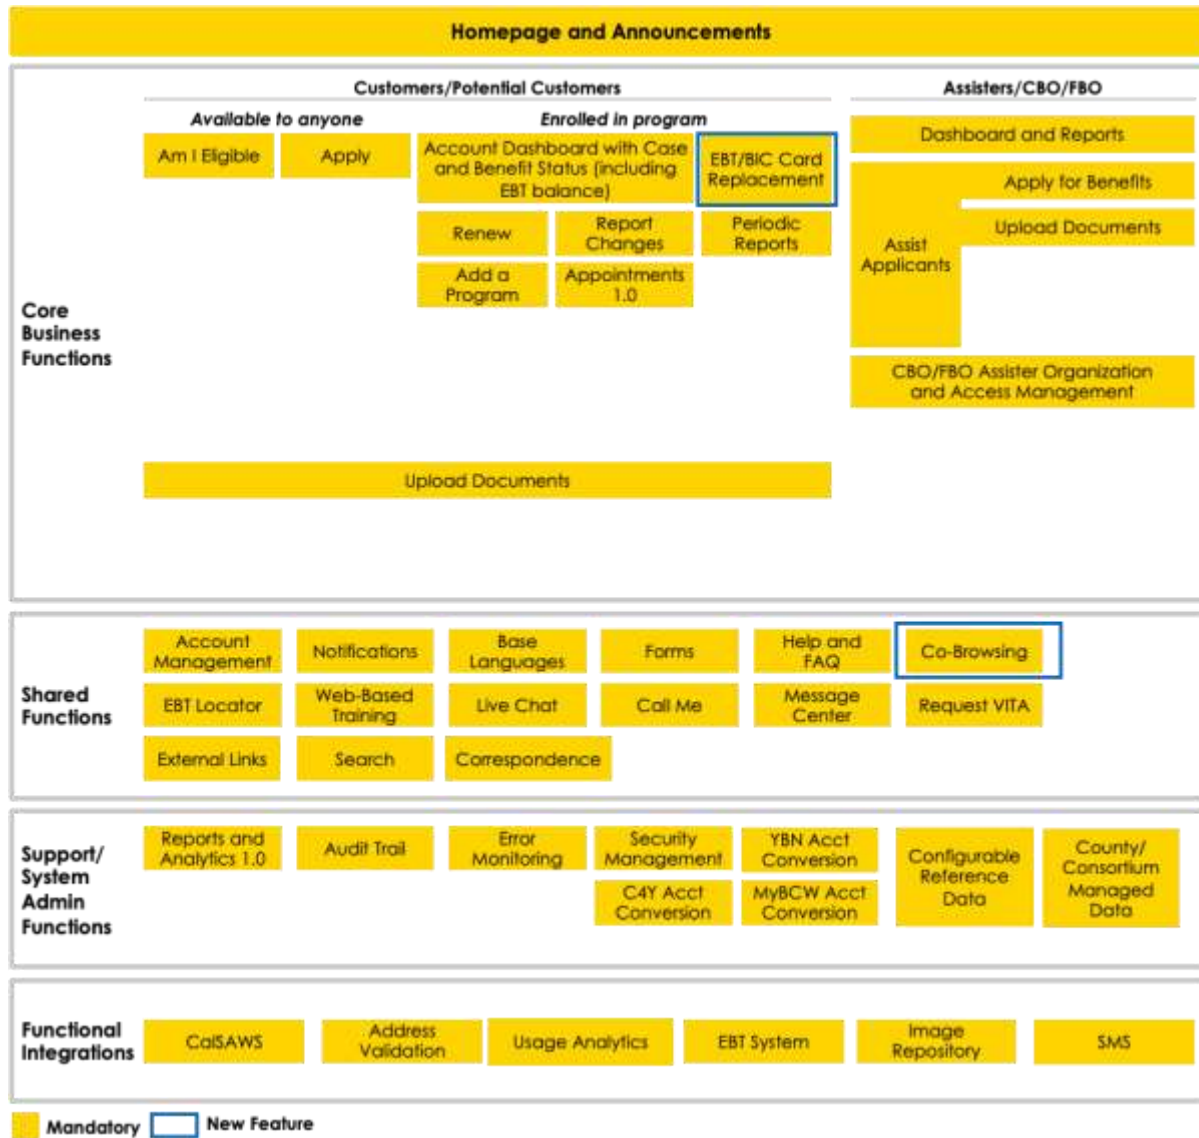 Homepage and Announcements
Customers/Potential Customers
Assisters/CBO/FBO
Available to anyone
Enrolled in program
Am I Eligible
Apply
Account Dashboard with Case
and Benefit Status (including
EBT balance)
EBT/BIC Card
Replacement
Dashboard and Reports
Apply for Benefits
Renew
Report
Changes
Periodic
Reports
Upload Documents
Assist
Applicants
Add a
Program
Appointments
1.0
Core
Business
Functions
CBO/FBO Assister Organization
and Access Management
Upload Documents
Shared
Functions
Account
Management
Notifications
Base
Languages
Forms
Help and
FAQ
Co-Browsing
EBT Locator
Web-Based
Training
Live Chat
Call Me
Message
Center
Request VITA
External Links
Search
Correspondence
Support/
System
Admin
Functions
Reports and
Analytics 1.0
Audit Trail
Error
Monitoring
Security
Management
YBN Acct
Conversion
Configurable
Reference
Data
County/
Consortium
Managed
Data
C4Y Acct
Conversion
MyBCW Acct
Conversion
Functional
Integrations
CalSAWS
Address
Validation
Usage Analytics
EBT System
Image
Repository
SMS
Mandatory
New Feature